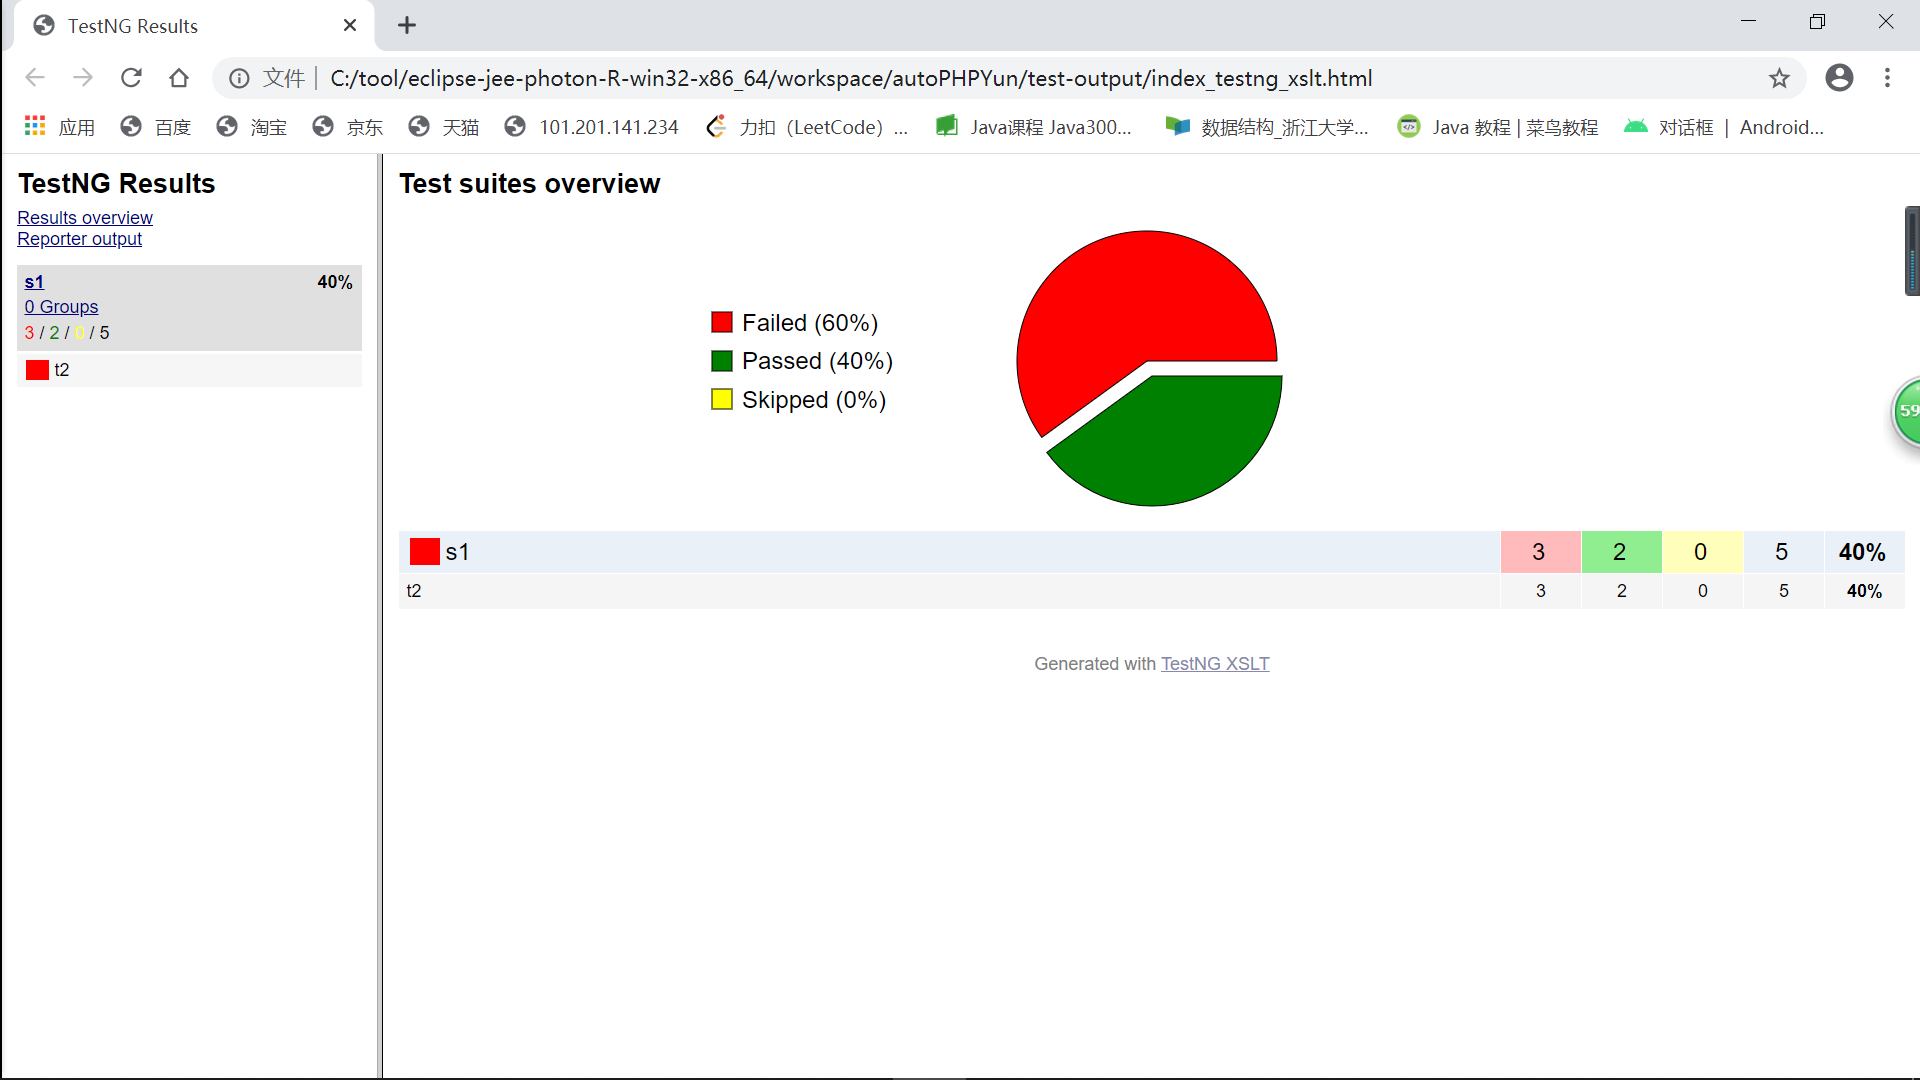 TestNG Results
文件 | C:/tool/eclipse-jee-photon-R-win32-x86_64/workspace/autoPHPYun/test-output/index_testng_xslt.html
应用 百度 淘宝 京东 天猫 101.201.141.234 力扣（LeetCode）... Java课程 Java300... 数据结构_浙江大学... Java 教程 | 菜鸟教程 对话框 | Android...
TestNG Results
Results overview
Reporter output
s1 40%
0 Groups
3 / 2 / 0 / 5
t2
Test suites overview
Failed (60%)
Passed (40%)
Skipped (0%)
s1 3 2 0 5 40%
t2 3 2 0 5 40%
Generated with TestNG XSLT
59